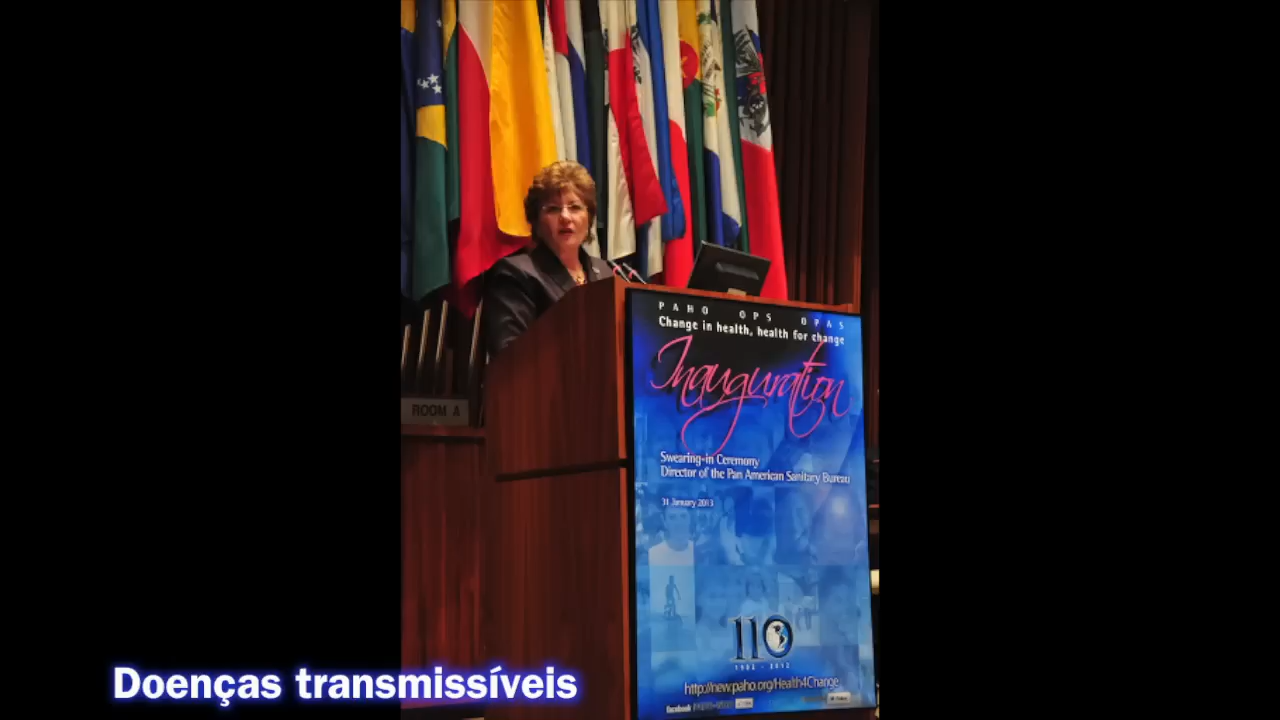 PAHO OPS OPAS
Change in health, health for change
Inauguration
Swearing-in Ceremony
Director of the Pan American Sanitary Bureau
31 January 2013
ROOM A
110
1902 - 2012
http://new.paho.org/Health4Change
facebook
Doenças transmissíveis